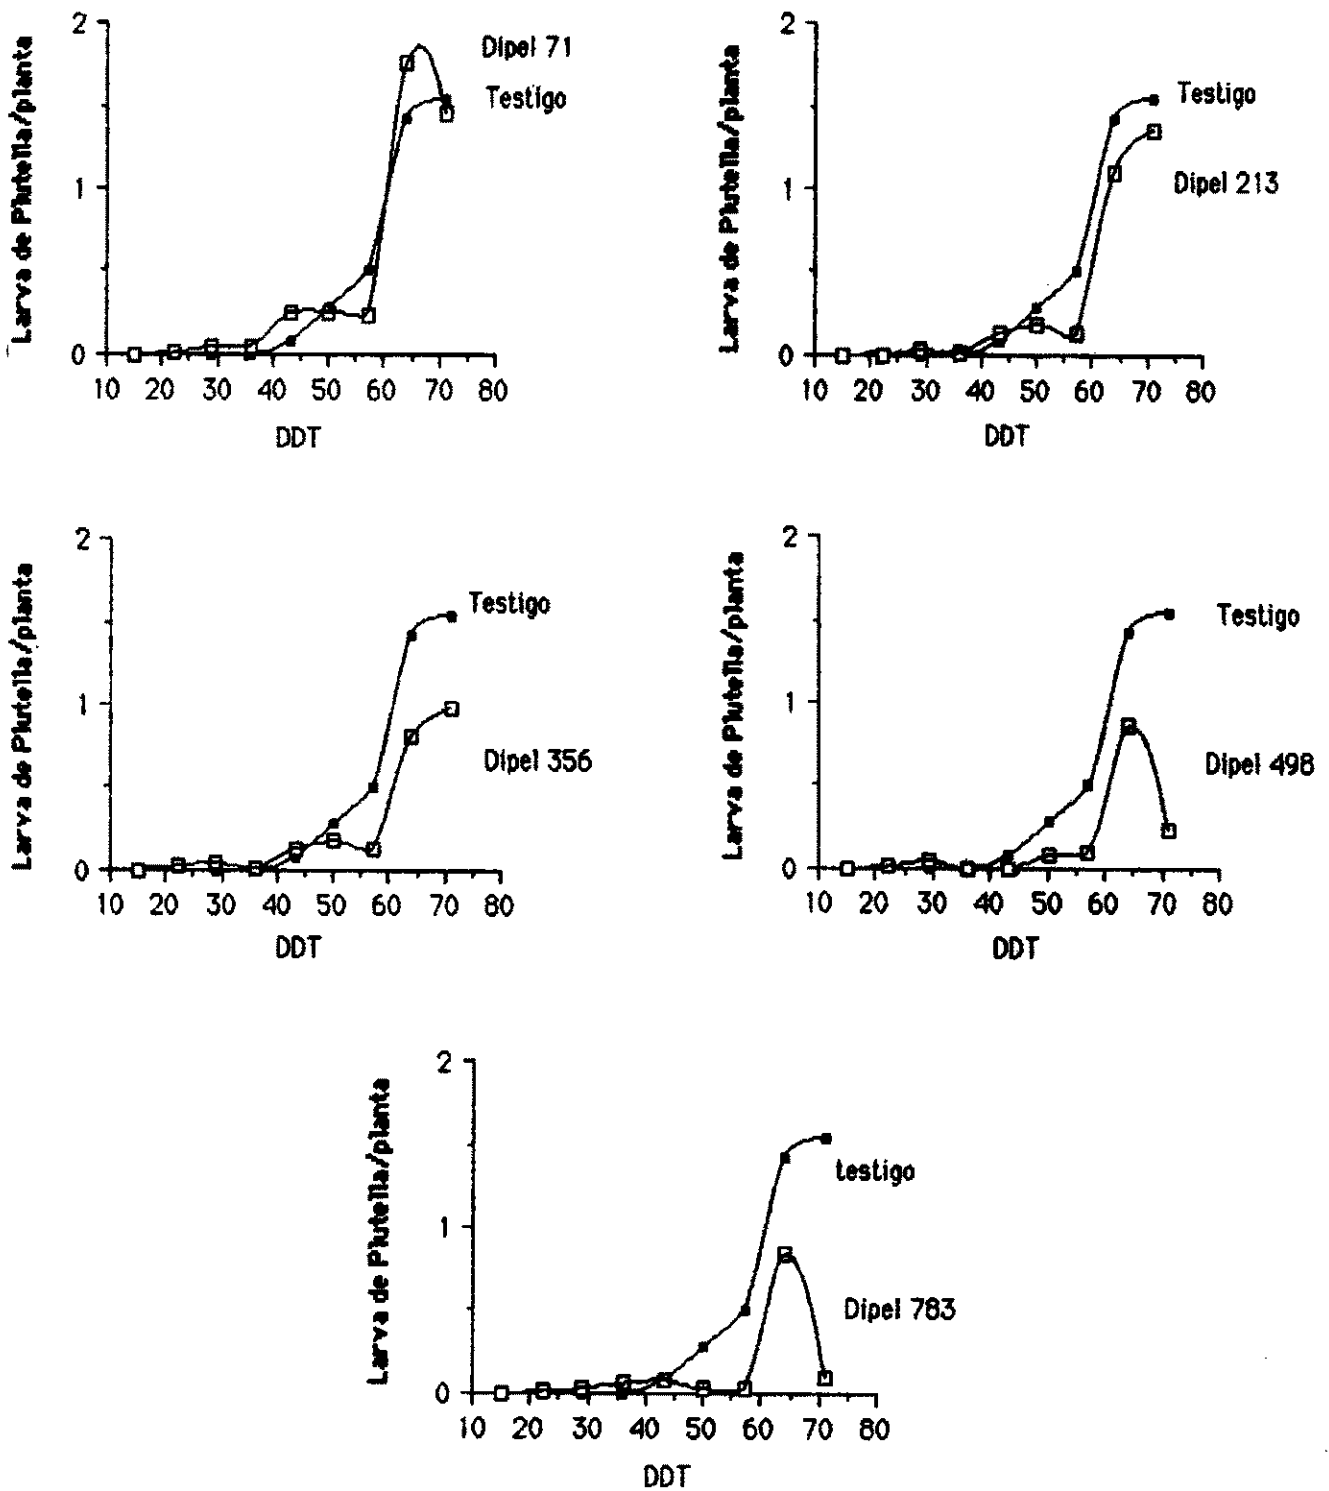 Larva de Plutella/planta
2
1
0
Dipel 71
Testigo
10 20 30 40 50 60 70 80
DDT
Larva de Plutella/planta
2
1
0
Testigo
Dipel 213
10 20 30 40 50 60 70 80
DDT
Larva de Plutella/planta
2
1
0
Testigo
Dipel 356
10 20 30 40 50 60 70 80
DDT
Larva de Plutella/planta
2
1
0
Testigo
Dipel 498
10 20 30 40 50 60 70 80
DDT
Larva de Plutella/planta
2
1
0
testigo
Dipel 783
10 20 30 40 50 60 70 80
DDT